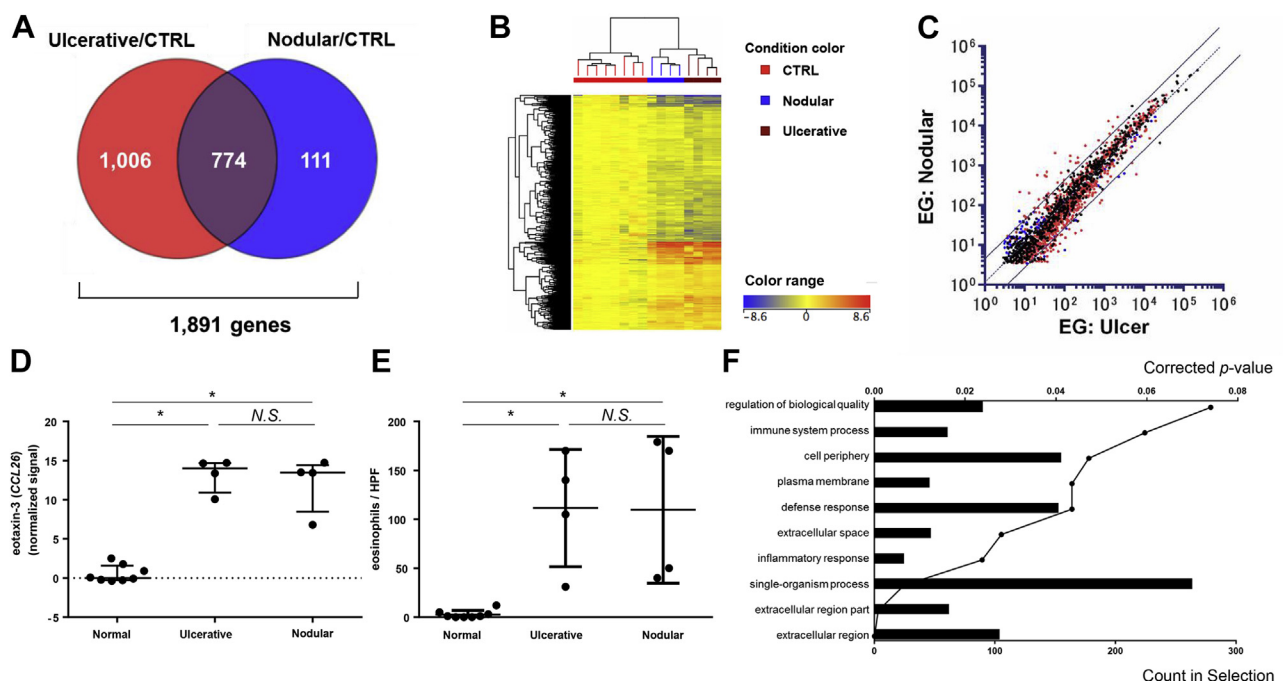 A
Ulcerative/CTRL
Nodular/CTRL
1,006
774
111
1,891 genes
B
Condition color
CTRL
Nodular
Ulcerative
Color range
-8.6
0
8.6
C
EG: Nodular
10⁶
10⁵
10⁴
10³
10²
10¹
10⁰
10⁰
10¹
10²
10³
10⁴
10⁵
10⁶
EG: Ulcer
D
*
*
N.S.
eotaxin-3 (CCL26)
(normalized signal)
20
15
10
5
0
-5
Normal
Ulcerative
Nodular
E
*
*
N.S.
eosinophils / HPF
200
150
100
50
0
Normal
Ulcerative
Nodular
F
Corrected p-value
0.00
0.02
0.04
0.06
0.08
regulation of biological quality
immune system process
cell periphery
plasma membrane
defense response
extracellular space
inflammatory response
single-organism process
extracellular region part
extracellular region
0
100
200
300
Count in Selection